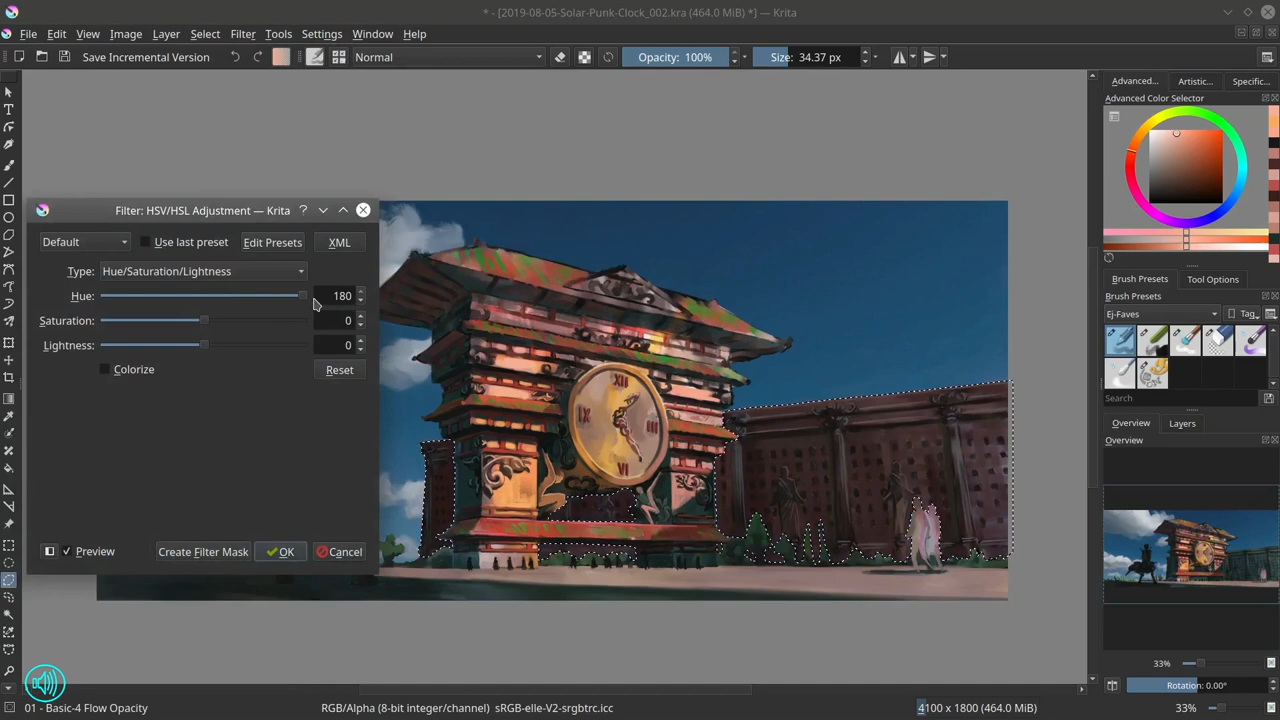 * - [2019-08-05-Solar-Punk-Clock_002.kra (464.0 MiB) *] — Krita
File Edit View Image Layer Select Filter Tools Settings Window Help
Save Incremental Version Normal Opacity: 100% Size: 34.37 px
Advanced... Artistic... Specific...
Advanced Color Selector
Filter: HSV/HSL Adjustment — Krita ?
Default Use last preset Edit Presets XML
Type: Hue/Saturation/Lightness
Hue: 180
Saturation: 0
Lightness: 0
Colorize Reset
Preview Create Filter Mask OK Cancel
XII
IX III
VI
Brush Presets Tool Options
Brush Presets
Ej-Faves Tag
Search
Overview Layers
Overview
33%
Rotation: 0.00°
01 - Basic-4 Flow Opacity RGB/Alpha (8-bit integer/channel) sRGB-elle-V2-srgbtrc.icc 4100 x 1800 (464.0 MiB) 33%